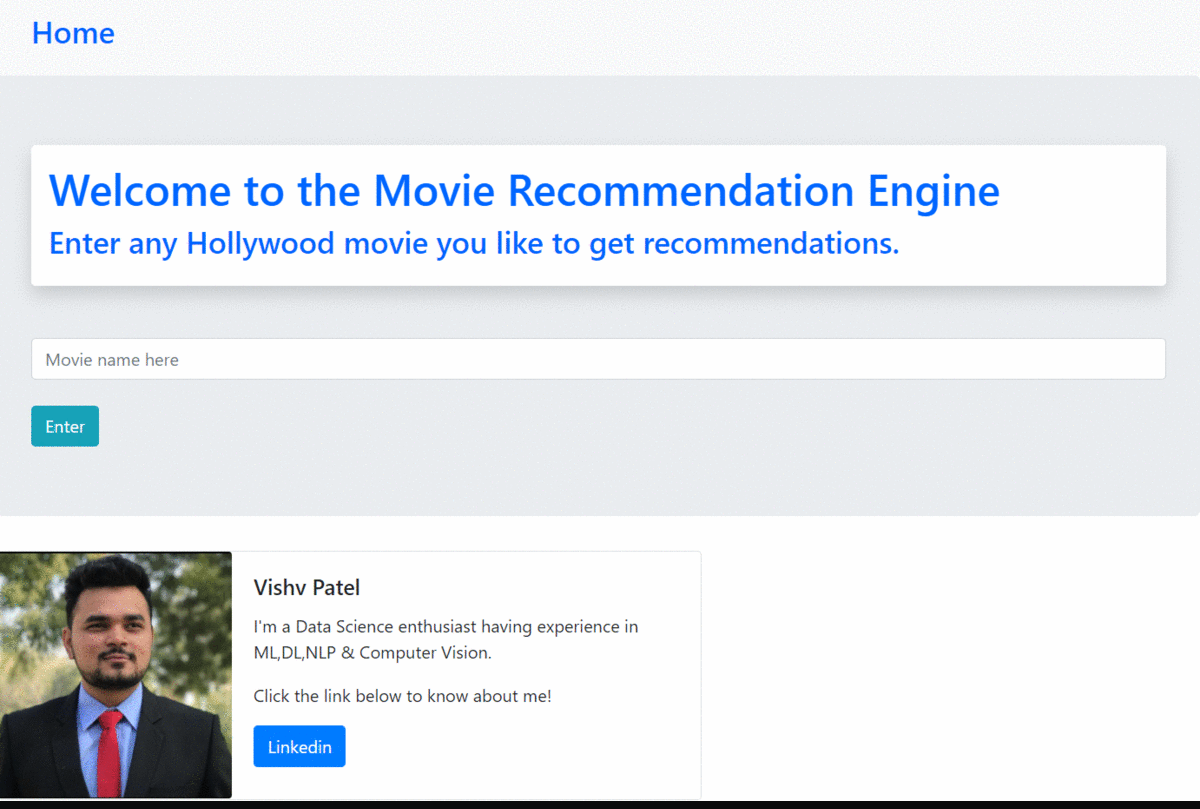 Home
Welcome to the Movie Recommendation Engine
Enter any Hollywood movie you like to get recommendations.
Movie name here
Enter
Vishv Patel
I'm a Data Science enthusiast having experience in
ML,DL,NLP & Computer Vision.
Click the link below to know about me!
Linkedin